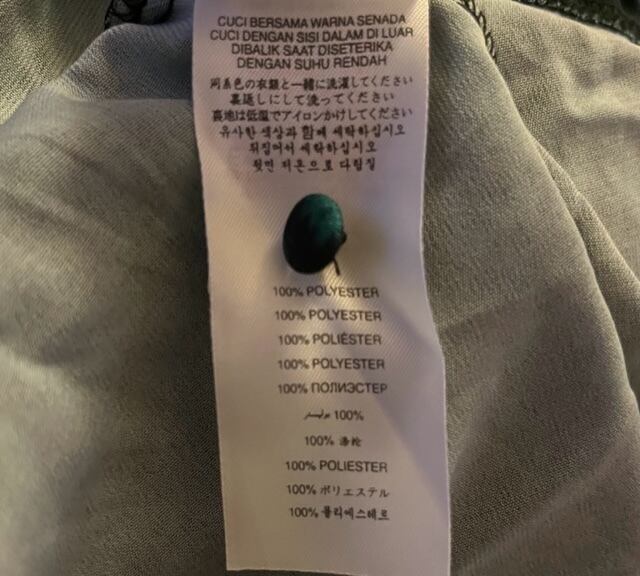 CUCI BERSAMA WARNA SENADA
CUCI DENGAN SISI DALAM DI LUAR
DIBALIK SAAT DISETERIKA
DENGAN SUHU RENDAH
同系色の衣類と一緒に洗濯してください
裏返しにして洗ってください
裏地は低温でアイロンかけしてください
유사한 색상과 함께 세탁하십시오
뒤집어서 세탁하십시오
뒷면 저온으로 다림질
100% POLYESTER
100% POLYESTER
100% POLIÉSTER
100% POLYESTER
100% ПОЛИЭСТЕР
100% بوليستر
100% 涤纶
100% POLIESTER
100% ポリエステル
100% 폴리에스테르